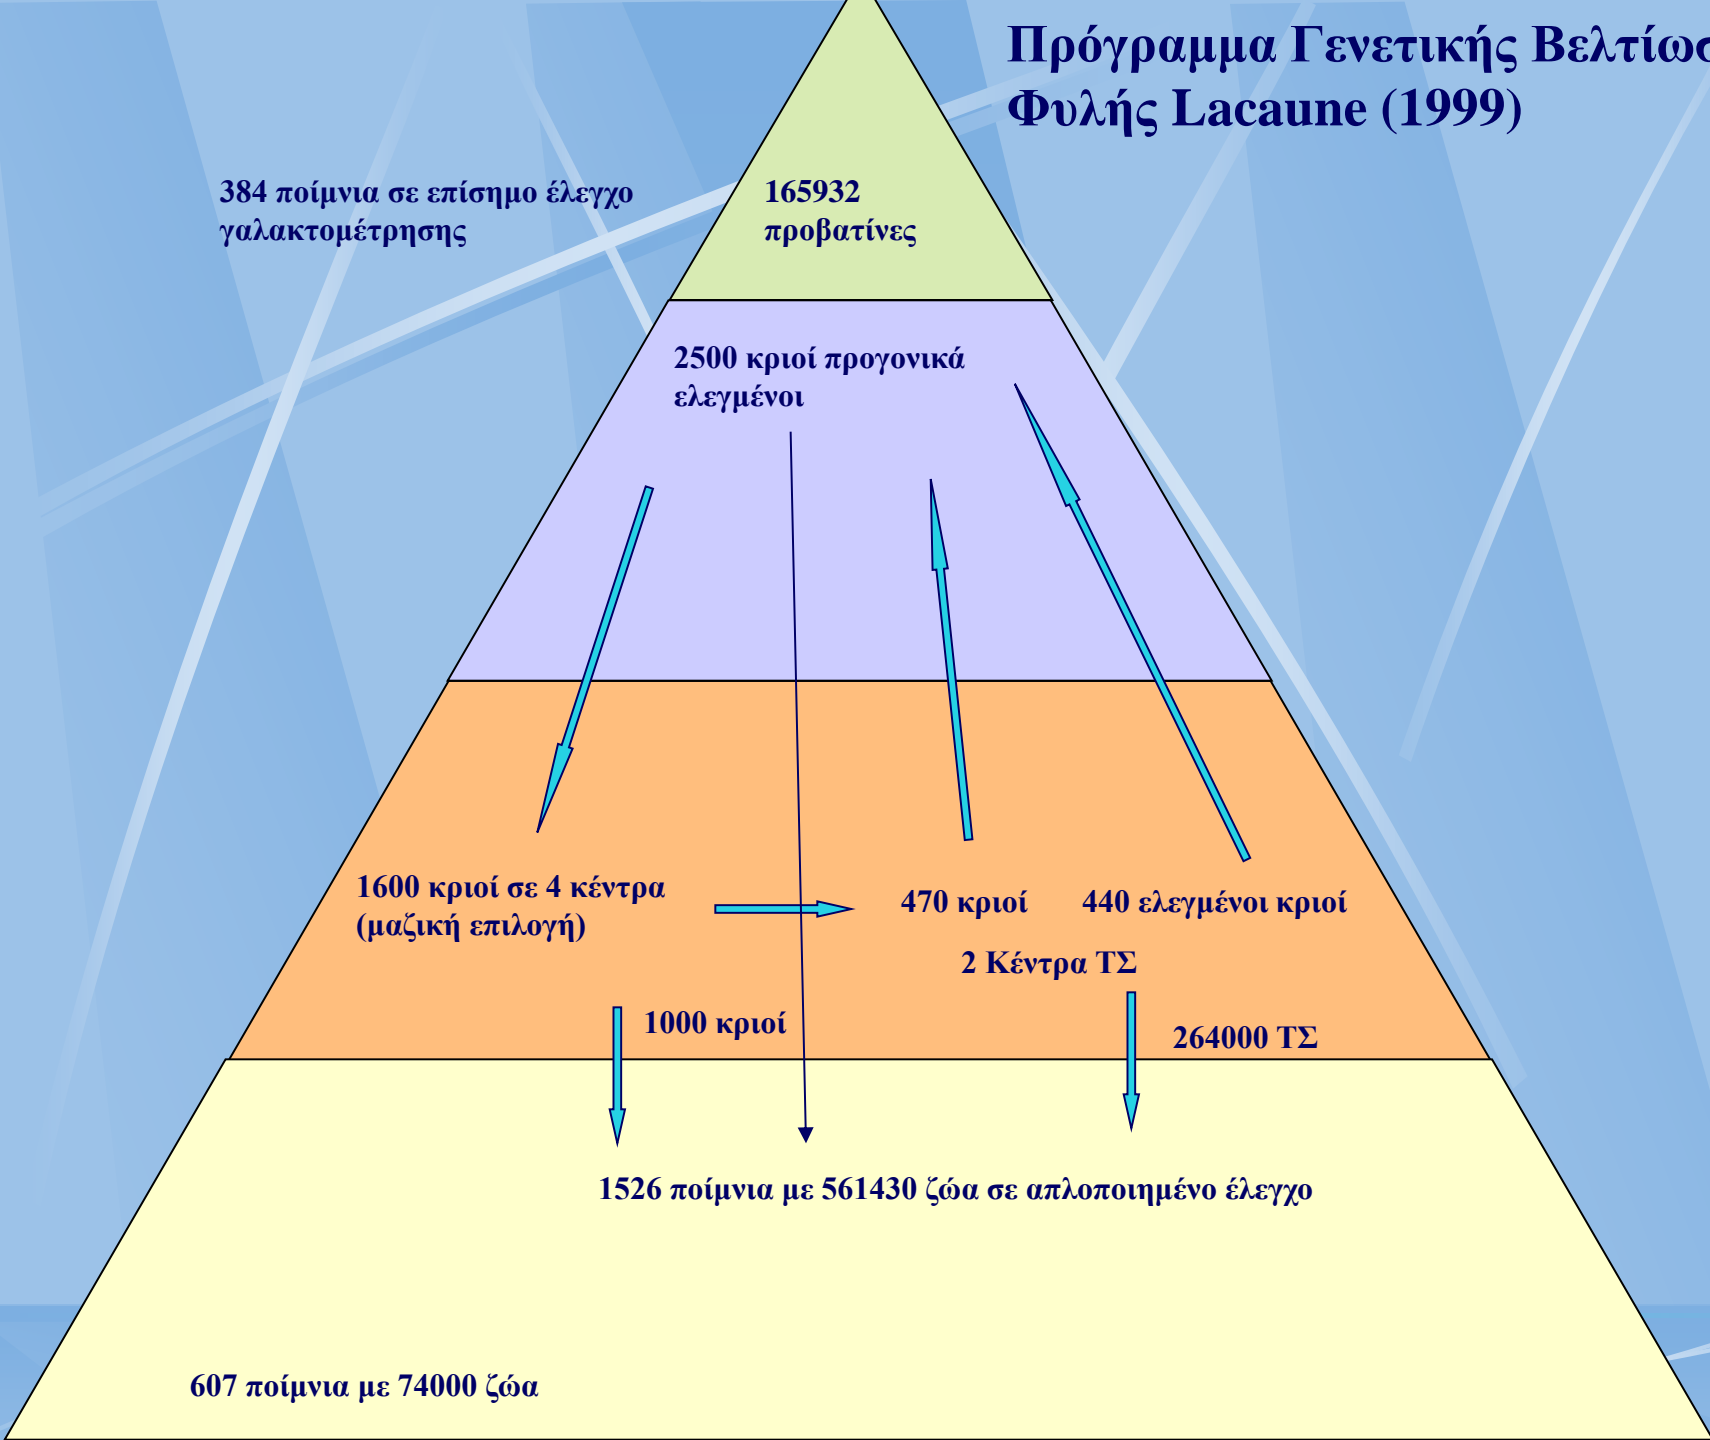 Πρόγραμμα Γενετικής
Φυλής Lacaune (1999)
384 ποίμνια σε επίσημο έλεγχο
γαλακτομέτρησης
165932
προβατίνες
2500 κριοί προγονικά
ελεγμένοι
1600 κριοί σε 4 κέντρα
(μαζική επιλογή)
470 κριοί
440 ελεγμένοι κριοί
2 Κέντρα ΤΣ
1000 κριοί
264000 ΤΣ
1526 ποίμνια με 561430 ζώα σε απλοποιημένο έλεγχο
607 ποίμνια με 74000 ζώα